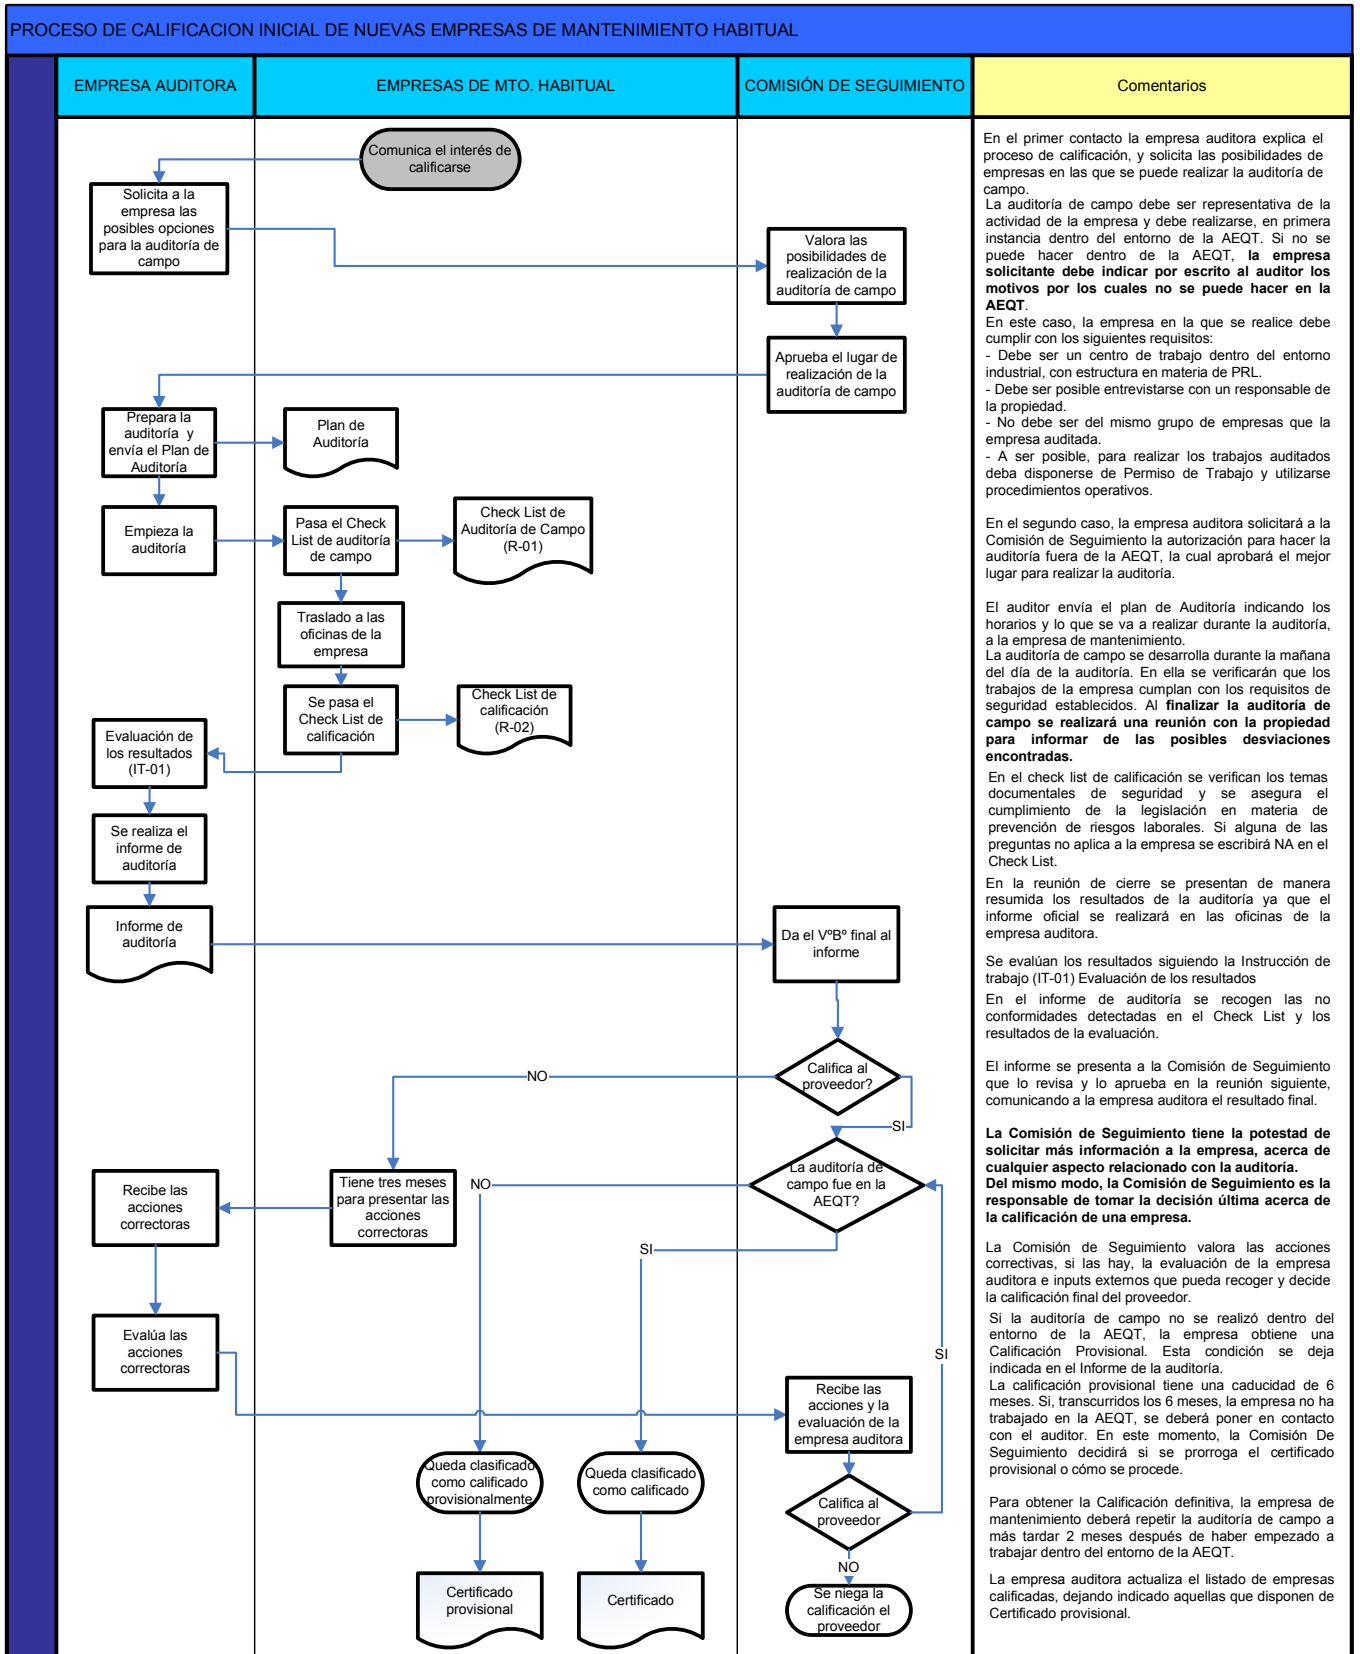 PROCESO DE CALIFICACION INICIAL DE NUEVAS EMPRESAS DE MANTENIMIENTO HABITUAL
EMPRESA AUDITORA
EMPRESAS DE MTO. HABITUAL
COMISIÓN DE SEGUIMIENTO
Comentarios
Comunica el interés de
calificarse
Solicita a la
empresa las
posibles opciones
para la auditoría de
campo
Valora las
posibilidades de
realización de la
auditoría de campo
Aprueba el lugar de
realización de la
auditoría de campo
Prepara la
auditoría y
envía el Plan de
Auditoría
Plan de
Auditoría
Empieza la
auditoría
Pasa el Check
List de auditoría
de campo
Check List de
Auditoría de Campo
(R-01)
Traslado a las
oficinas de la
empresa
Se pasa el
Check List de
calificación
Check List de
calificación
(R-02)
Evaluación de
los resultados
(IT-01)
Se realiza el
informe de
auditoría
Informe de
auditoría
Da el VºBº final al
informe
Califica al
proveedor?
NO
SI
La auditoría de
campo fue en la
AEQT?
NO
SI
Tiene tres meses
para presentar las
acciones
correctoras
Recibe las
acciones
correctoras
Evalúa las
acciones
correctoras
SI
Recibe las
acciones y la
evaluación de la
empresa auditora
Queda clasificado
como calificado
provisionalmente
Queda clasificado
como calificado
Califica al
proveedor
NO
Certificado
provisional
Certificado
Se niega la
calificación el
proveedor
En el primer contacto la empresa auditora explica el
proceso de calificación, y solicita las posibilidades de
empresas en las que se puede realizar la auditoría de
campo.
La auditoría de campo debe ser representativa de la
actividad de la empresa y debe realizarse, en primera
instancia dentro del entorno de la AEQT. Si no se
puede hacer dentro de la AEQT, la empresa
solicitante debe indicar por escrito al auditor los
motivos por los cuales no se puede hacer en la
AEQT.
En este caso, la empresa en la que se realice debe
cumplir con los siguientes requisitos:
- Debe ser un centro de trabajo dentro del entorno
industrial, con estructura en materia de PRL.
- Debe ser posible entrevistarse con un responsable de
la propiedad.
- No debe ser del mismo grupo de empresas que la
empresa auditada.
- A ser posible, para realizar los trabajos auditados
deba disponerse de Permiso de Trabajo y utilizarse
procedimientos operativos.
En el segundo caso, la empresa auditora solicitará a la
Comisión de Seguimiento la autorización para hacer la
auditoría fuera de la AEQT, la cual aprobará el mejor
lugar para realizar la auditoría.
El auditor envía el plan de Auditoría indicando los
horarios y lo que se va a realizar durante la auditoría,
a la empresa de mantenimiento.
La auditoría de campo se desarrolla durante la mañana
del día de la auditoría. En ella se verificarán que los
trabajos de la empresa cumplan con los requisitos de
seguridad establecidos. Al finalizar la auditoría de
campo se realizará una reunión con la propiedad
para informar de las posibles desviaciones
encontradas.
En el check list de calificación se verifican los temas
documentales de seguridad y se asegura el
cumplimiento de la legislación en materia de
prevención de riesgos laborales. Si alguna de las
preguntas no aplica a la empresa se escribirá NA en el
Check List.
En la reunión de cierre se presentan de manera
resumida los resultados de la auditoría ya que el
informe oficial se realizará en las oficinas de la
empresa auditora.
Se evalúan los resultados siguiendo la Instrucción de
trabajo (IT-01) Evaluación de los resultados
En el informe de auditoría se recogen las no
conformidades detectadas en el Check List y los
resultados de la evaluación.
El informe se presenta a la Comisión de Seguimiento
que lo revisa y lo aprueba en la reunión siguiente,
comunicando a la empresa auditora el resultado final.
La Comisión de Seguimiento tiene la potestad de
solicitar más información a la empresa, acerca de
cualquier aspecto relacionado con la auditoría.
Del mismo modo, la Comisión de Seguimiento es la
responsable de tomar la decisión última acerca de
la calificación de una empresa.
La Comisión de Seguimiento valora las acciones
correctivas, si las hay, la evaluación de la empresa
auditora e inputs externos que pueda recoger y decide
la calificación final del proveedor.
Si la auditoría de campo no se realizó dentro del
entorno de la AEQT, la empresa obtiene una
Calificación Provisional. Esta condición se deja
indicada en el Informe de la auditoría.
La calificación provisional tiene una caducidad de 6
meses. Si, transcurridos los 6 meses, la empresa no ha
trabajado en la AEQT, se deberá poner en contacto
con el auditor. En este momento, la Comisión De
Seguimiento decidirá si se prorroga el certificado
provisional o cómo se procede.
Para obtener la Calificación definitiva, la empresa de
mantenimiento deberá repetir la auditoría de campo a
más tardar 2 meses después de haber empezado a
trabajar dentro del entorno de la AEQT.
La empresa auditora actualiza el listado de empresas
calificadas, dejando indicado aquellas que disponen de
Certificado provisional.